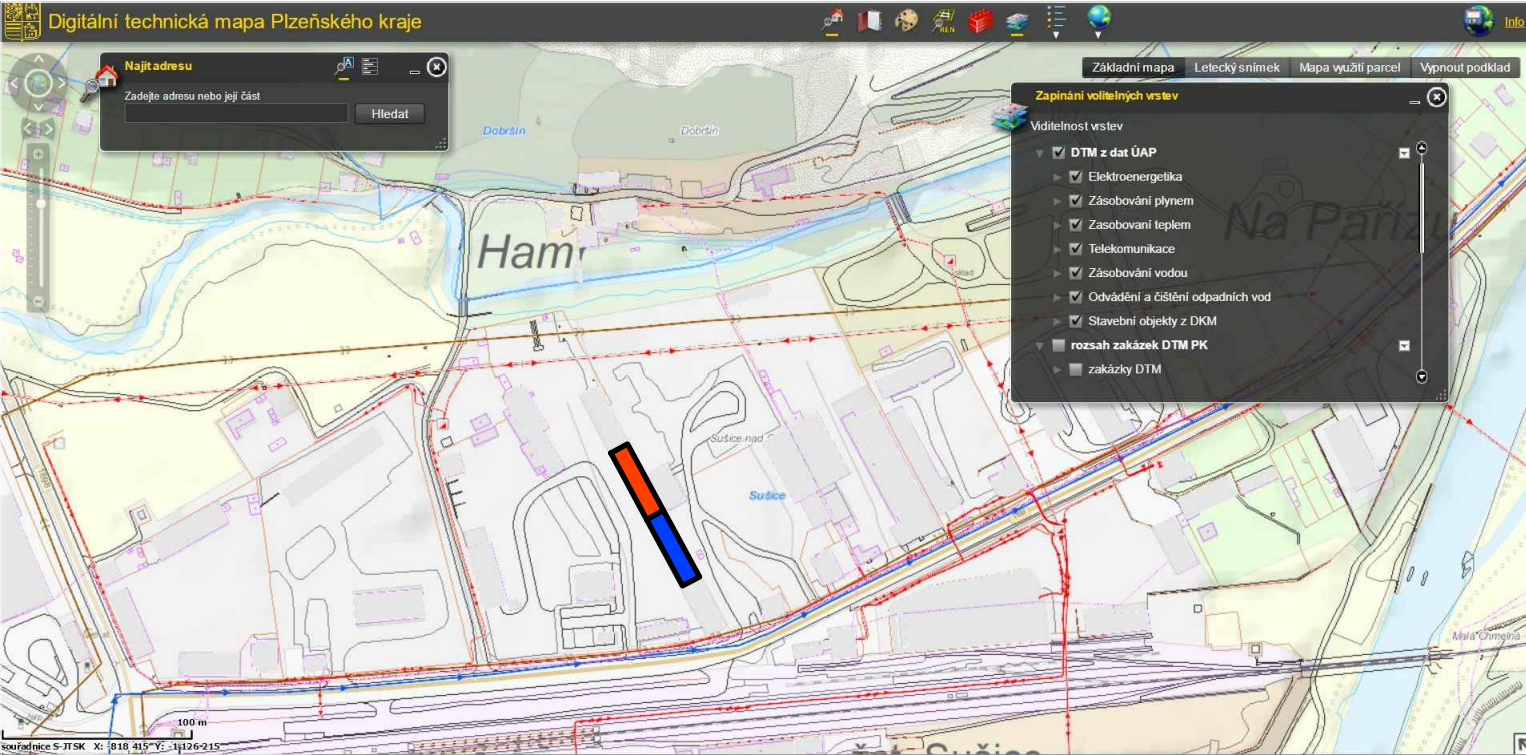 Digitální technická mapa Plzeňského kraje
REN
Info
Základní mapa
Letecký snímek
Mapa využití parcel
Vypnout podklad
Najít adresu
Zadejte adresu nebo její část
Hledat
Zapínání volitelných vrstev
Viditelnost vrstev
DTM z dat ÚAP
Elektroenergetika
Zásobování plynem
Zasobovaní teplem
Telekomunikace
Zásobování vodou
Odvádění a čištění odpadních vod
Stavební objekty z DKM
rozsah zakázek DTM PK
zakázky DTM
Dobršín
Dobršín
Na Pařízu
sklad
Sušice nad
Sušice
Malá Chmelná
100 m
souřadnice S-JTSK X: -818 415 Y: -1 126 215